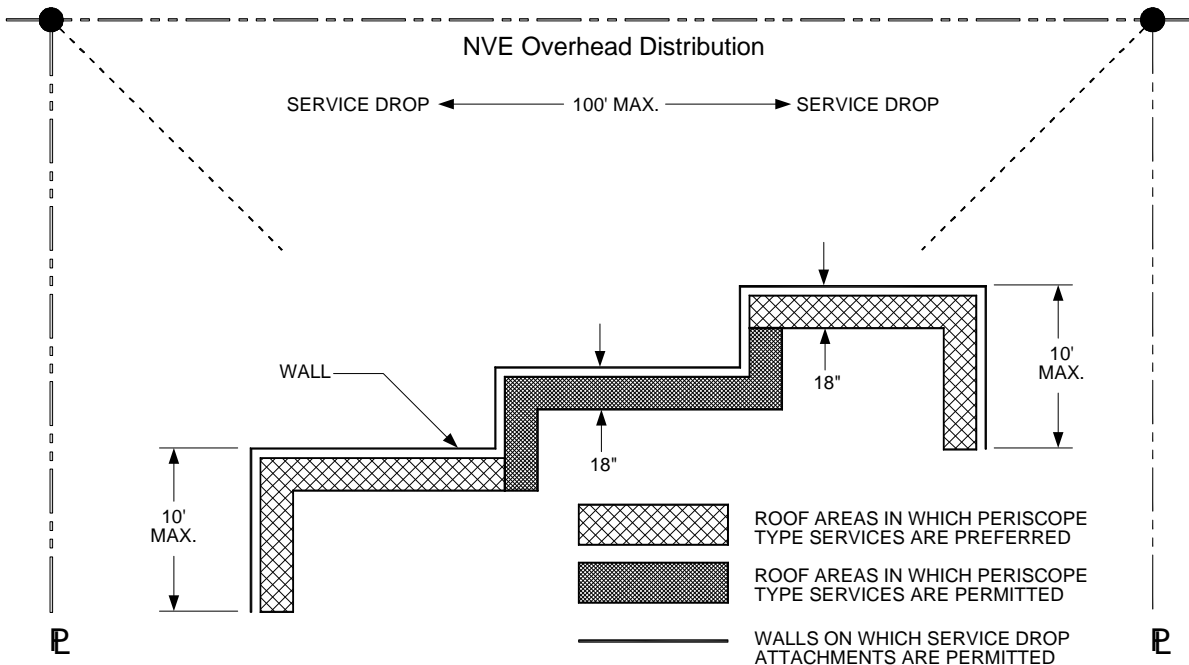 NVE Overhead Distribution
SERVICE DROP
100' MAX.
SERVICE DROP
WALL
18"
18"
10'
MAX.
10'
MAX.
ROOF AREAS IN WHICH PERISCOPE
TYPE SERVICES ARE PREFERRED
ROOF AREAS IN WHICH PERISCOPE
TYPE SERVICES ARE PERMITTED
WALLS ON WHICH SERVICE DROP
ATTACHMENTS ARE PERMITTED
PL
PL